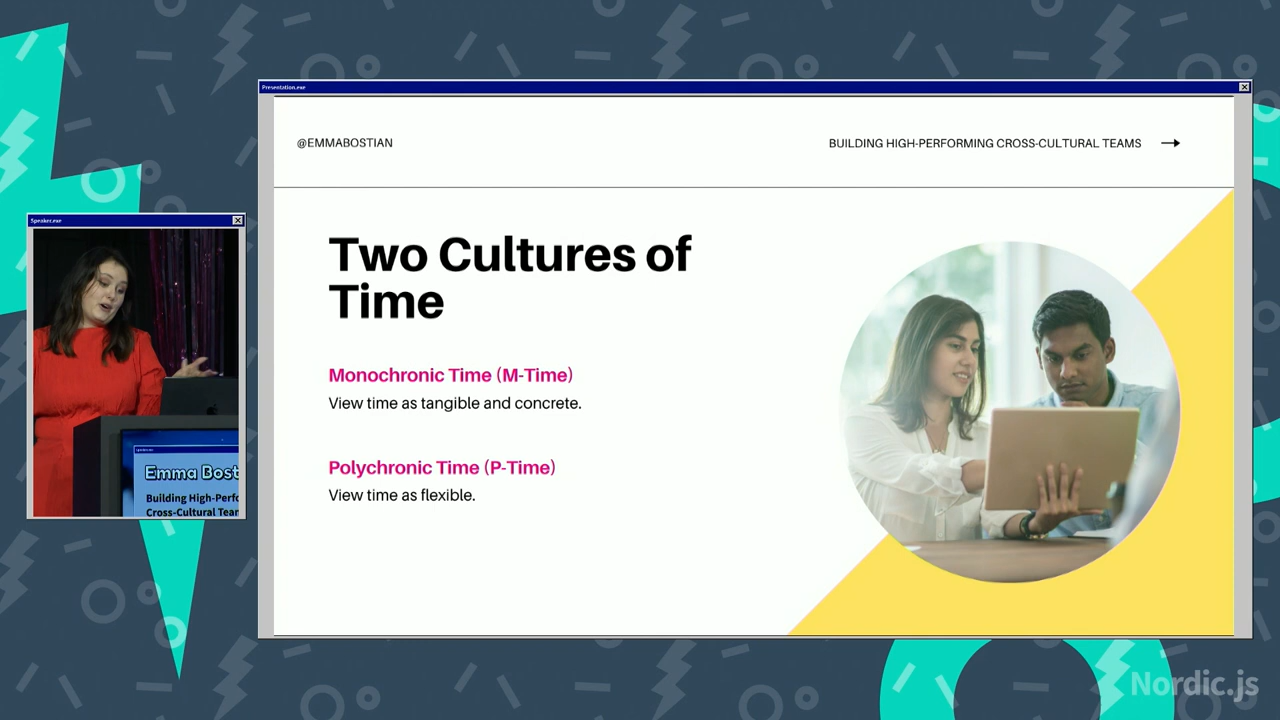 Presentation.exe
@EMMABOSTIAN
BUILDING HIGH-PERFORMING CROSS-CULTURAL TEAMS
Two Cultures of
Time
Monochronic Time (M-Time)
View time as tangible and concrete.
Polychronic Time (P-Time)
View time as flexible.
Speaker.exe
Emma Bost
Building High-Perfo
Cross-Cultural Tear
Nordic.js